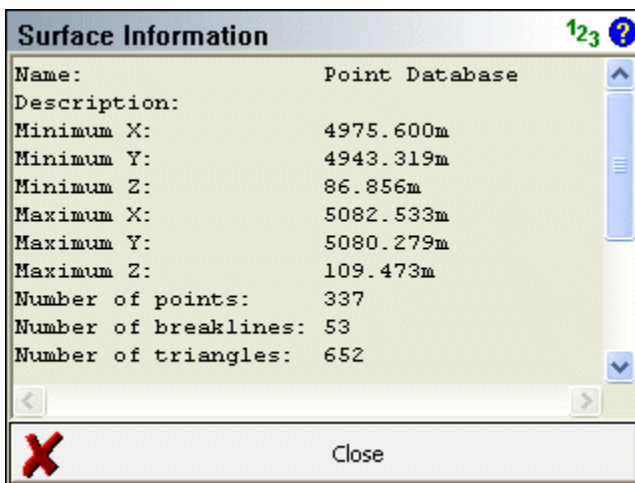 Surface Information 123 ?
Name: Point Database
Description:
Minimum X: 4975.600m
Minimum Y: 4943.319m
Minimum Z: 86.856m
Maximum X: 5082.533m
Maximum Y: 5080.279m
Maximum Z: 109.473m
Number of points: 337
Number of breaklines: 53
Number of triangles: 652
Close